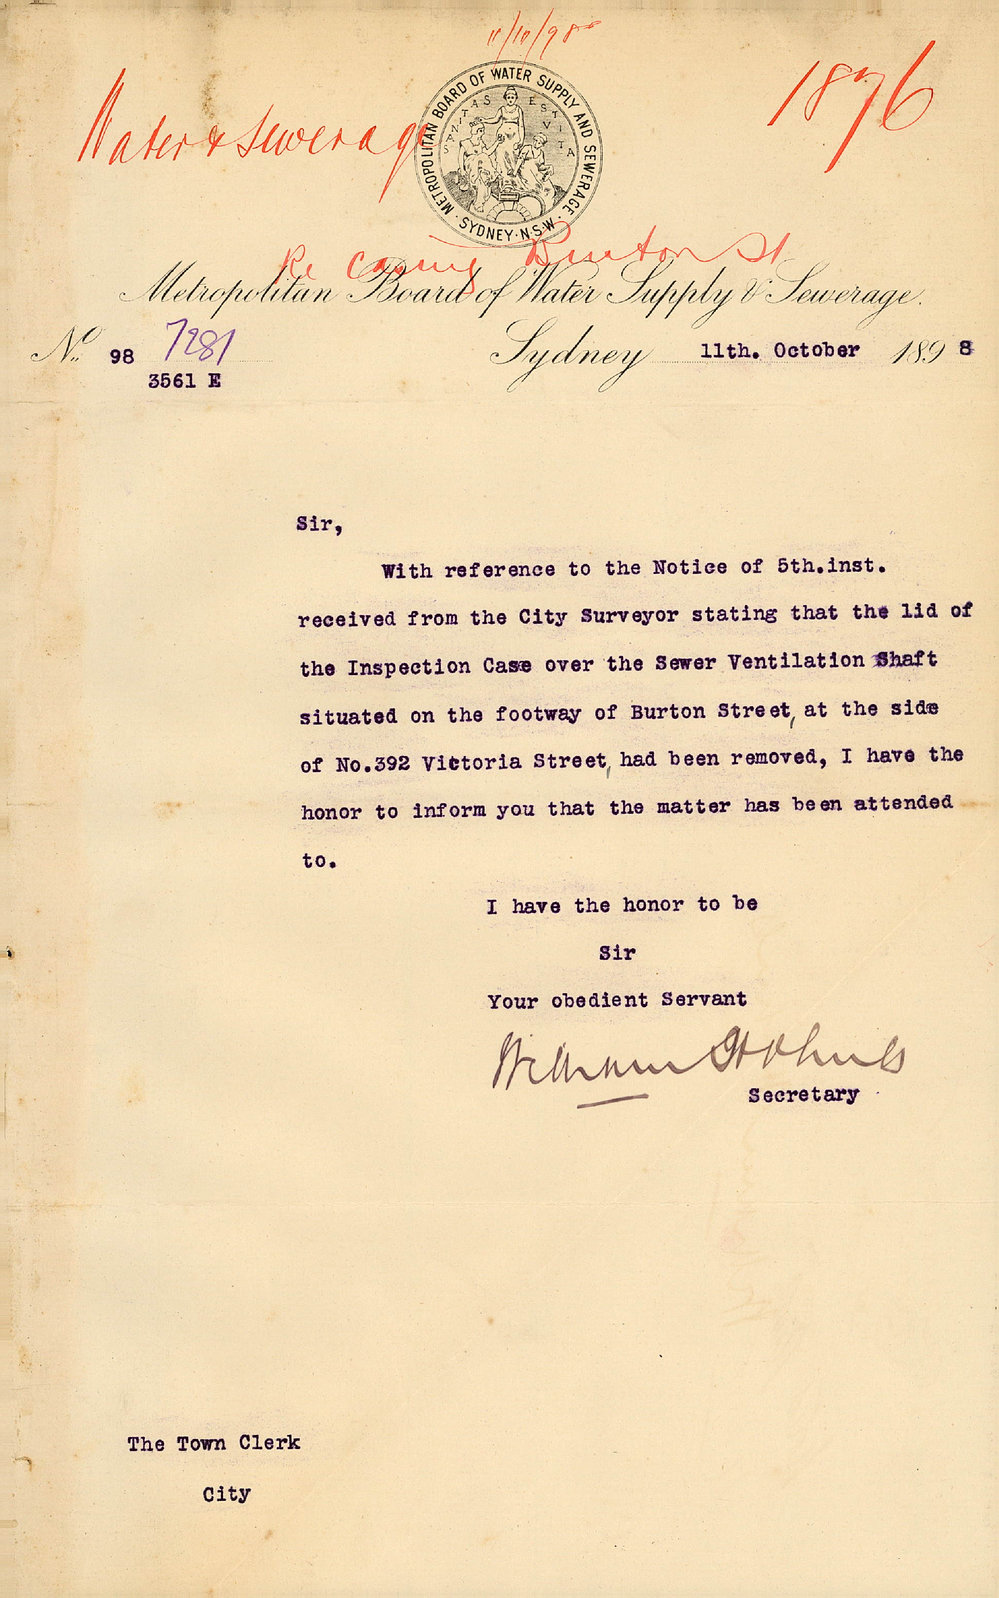 11/10/98
1876
Water & Sewerage
METROPOLITAN BOARD OF WATER SUPPLY AND SEWERAGE
SYDNEY·N·S·W·
SANITAS EST VITA
Re Casing Burton St
Metropolitan Board of Water Supply & Sewerage.
No. 98 7281
3561 E
Sydney 11th. October 1898
Sir,
With reference to the Notice of 5th.inst.
received from the City Surveyor stating that the lid of
the Inspection Case over the Sewer Ventilation Shaft
situated on the footway of Burton Street, at the side
of No.392 Victoria Street, had been removed, I have the
honor to inform you that the matter has been attended
to.
I have the honor to be
Sir
Your obedient Servant
William
Secretary
The Town Clerk
City